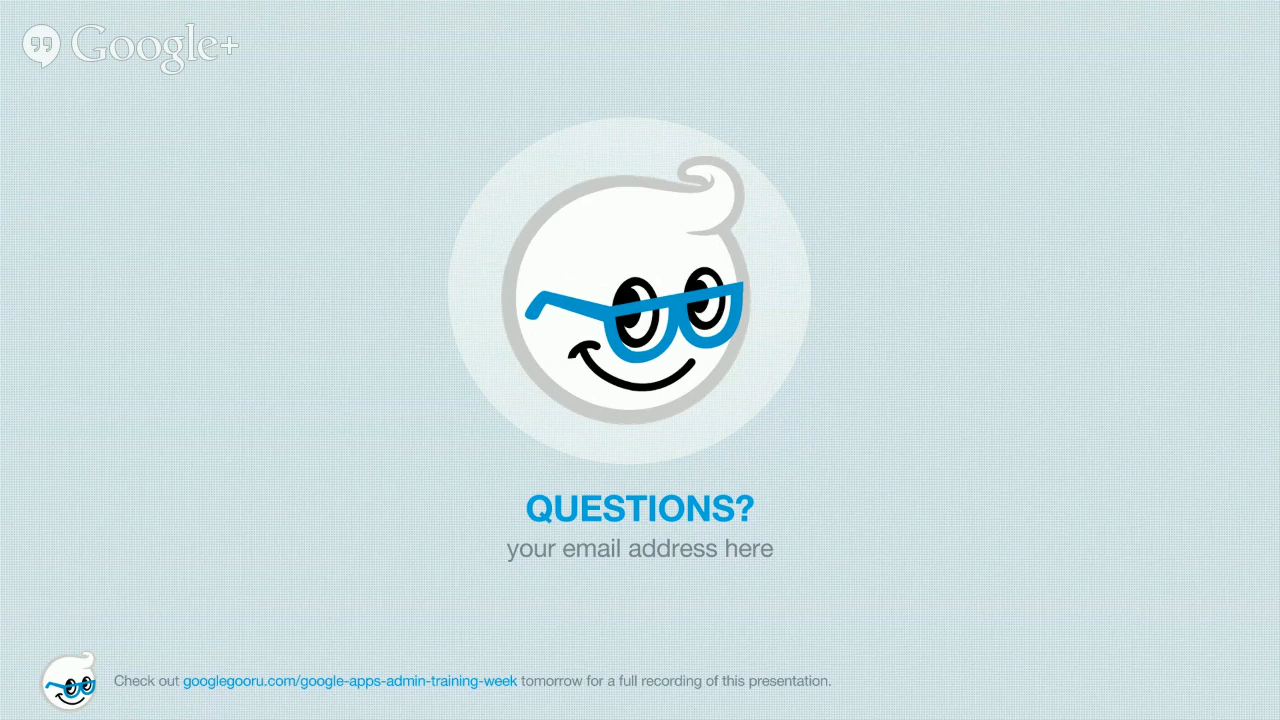 Google+
QUESTIONS?
your email address here
Check out googlegooru.com/google-apps-admin-training-week tomorrow for a full recording of this presentation.